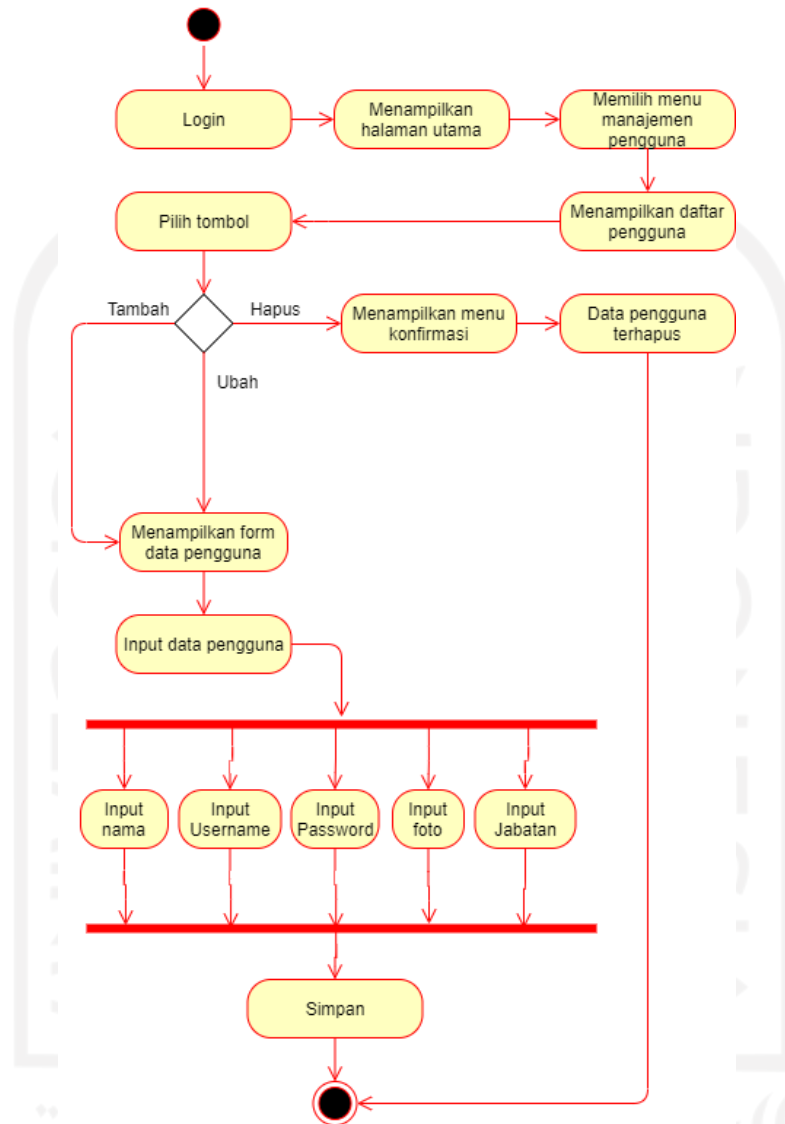 Login
Menampilkan
halaman utama
Memilih menu
manajemen
pengguna
Pilih tombol
Menampilkan daftar
pengguna
Tambah
Hapus
Menampilkan menu
konfirmasi
Data pengguna
terhapus
Ubah
Menampilkan form
data pengguna
Input data pengguna
Input
nama
Input
Username
Input
Password
Input
foto
Input
Jabatan
Simpan